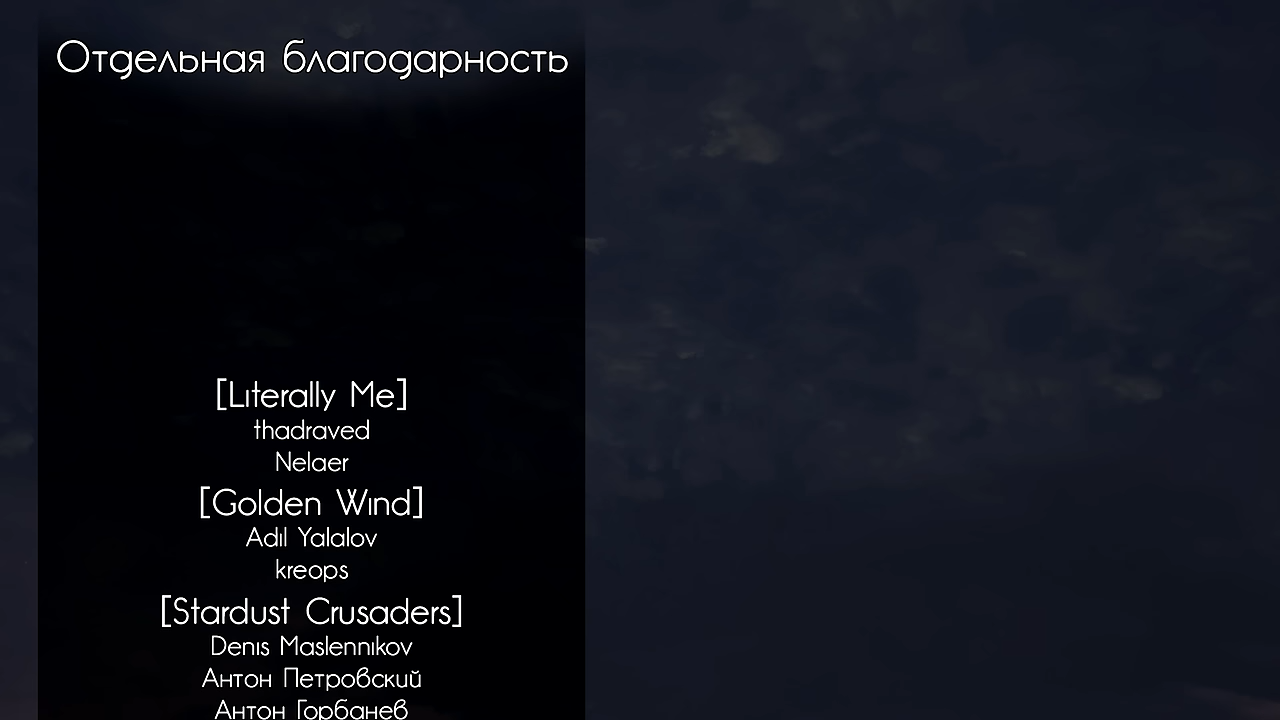 Отдельная благодарность
[Literally Me]
thadraved
Nelaer
[Golden Wind]
Adil Yalalov
kreops
[Stardust Crusaders]
Denis Maslennikov
Антон Петровский
Антон Горбанев